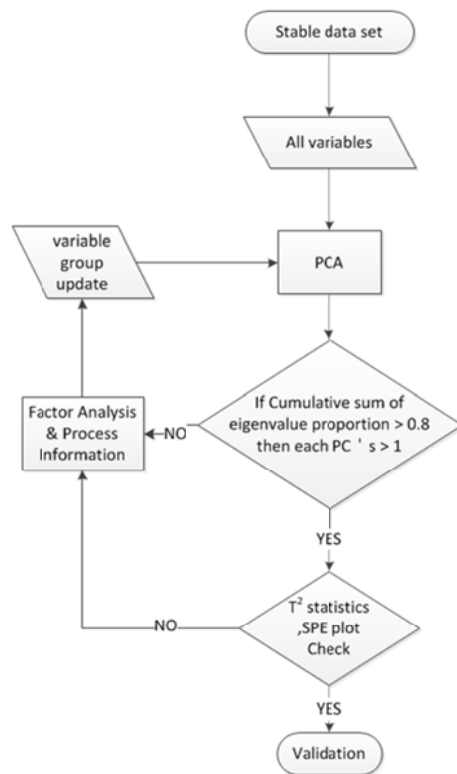 Stable data set
All variables
variable
group
update
PCA
If Cumulative sum of
eigenvalue proportion > 0.8
then each PC ' s > 1
Factor Analysis
& Process
Information
NO
YES
T² statistics
,SPE plot
Check
NO
YES
Validation